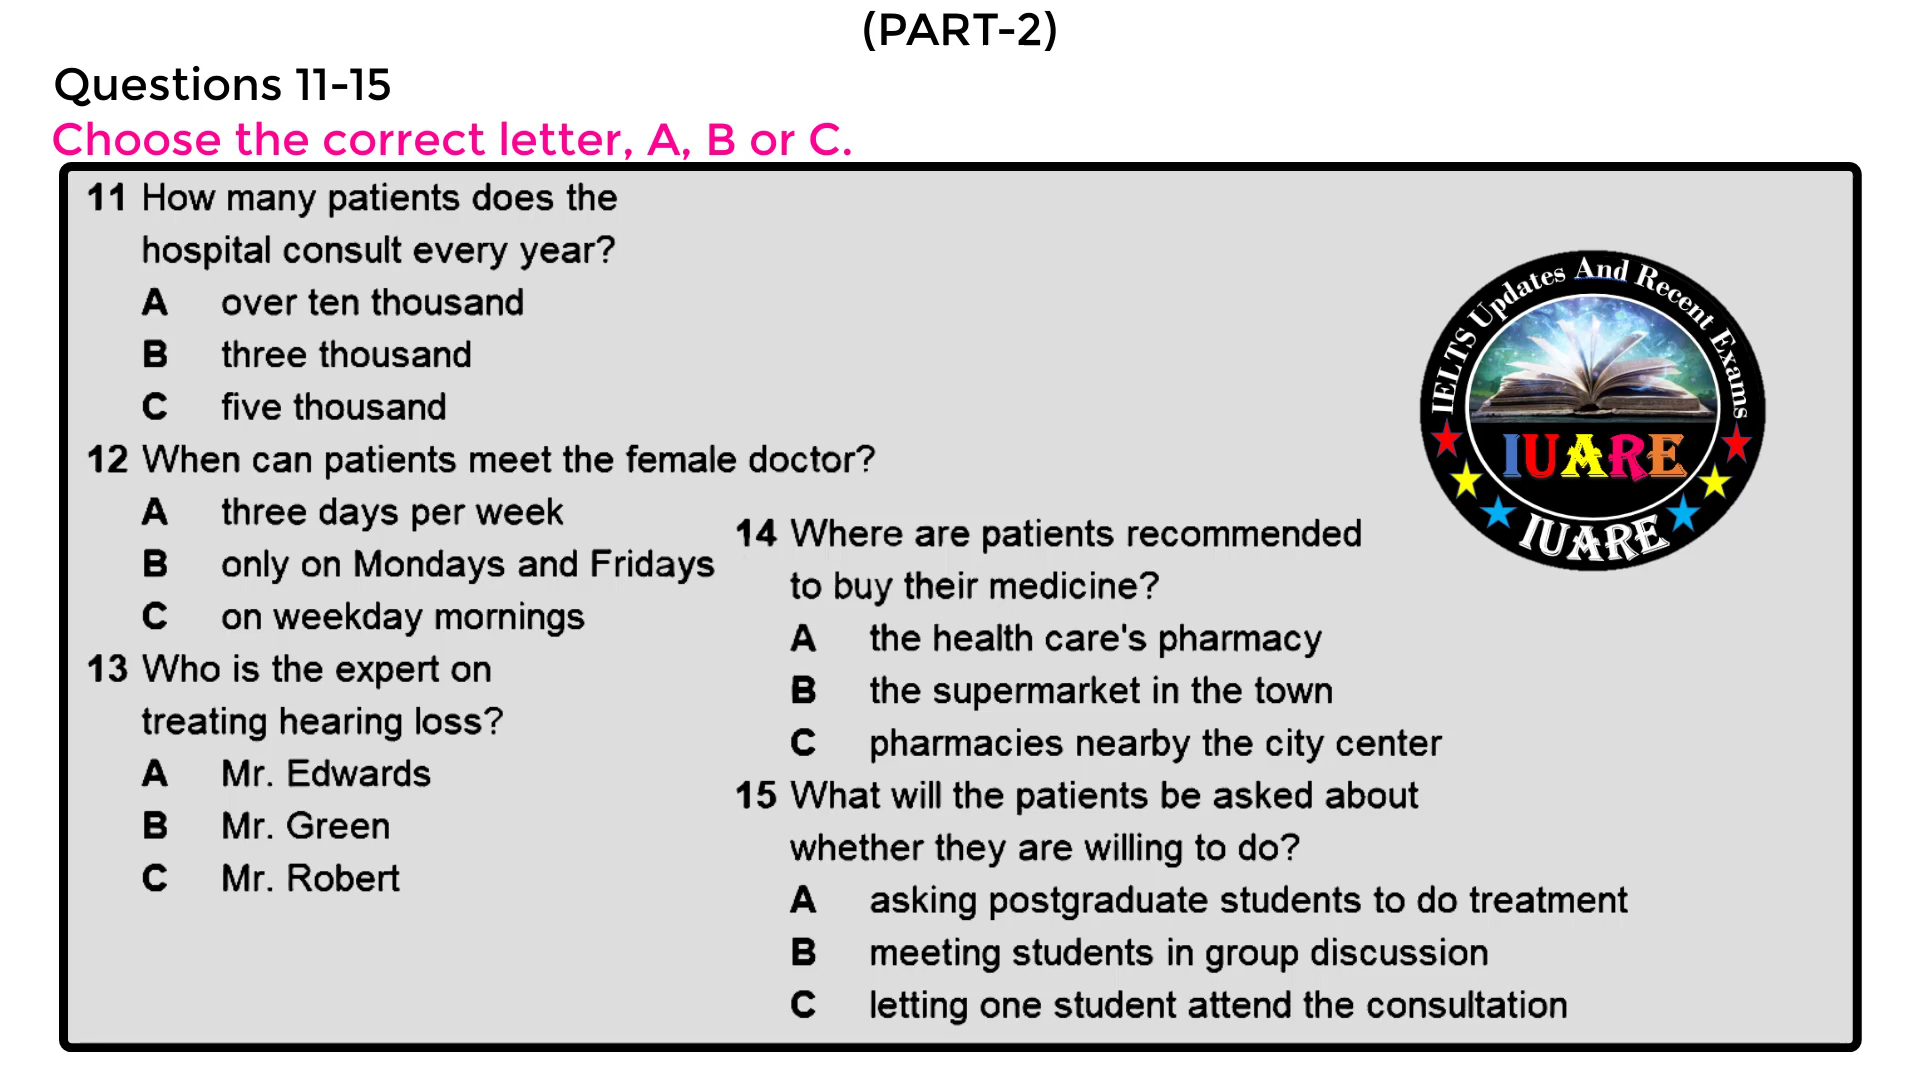 (PART-2)
Questions 11-15
Choose the correct letter, A, B or C.
11 How many patients does the
hospital consult every year?
A over ten thousand
B three thousand
C five thousand
12 When can patients meet the female doctor?
A three days per week
B only on Mondays and Fridays
C on weekday mornings
13 Who is the expert on
treating hearing loss?
A Mr. Edwards
B Mr. Green
C Mr. Robert
14 Where are patients recommended
to buy their medicine?
A the health care's pharmacy
B the supermarket in the town
C pharmacies nearby the city center
15 What will the patients be asked about
whether they are willing to do?
A asking postgraduate students to do treatment
B meeting students in group discussion
C letting one student attend the consultation
IELTS Updates And Recent Exams
IUARE
IUARE